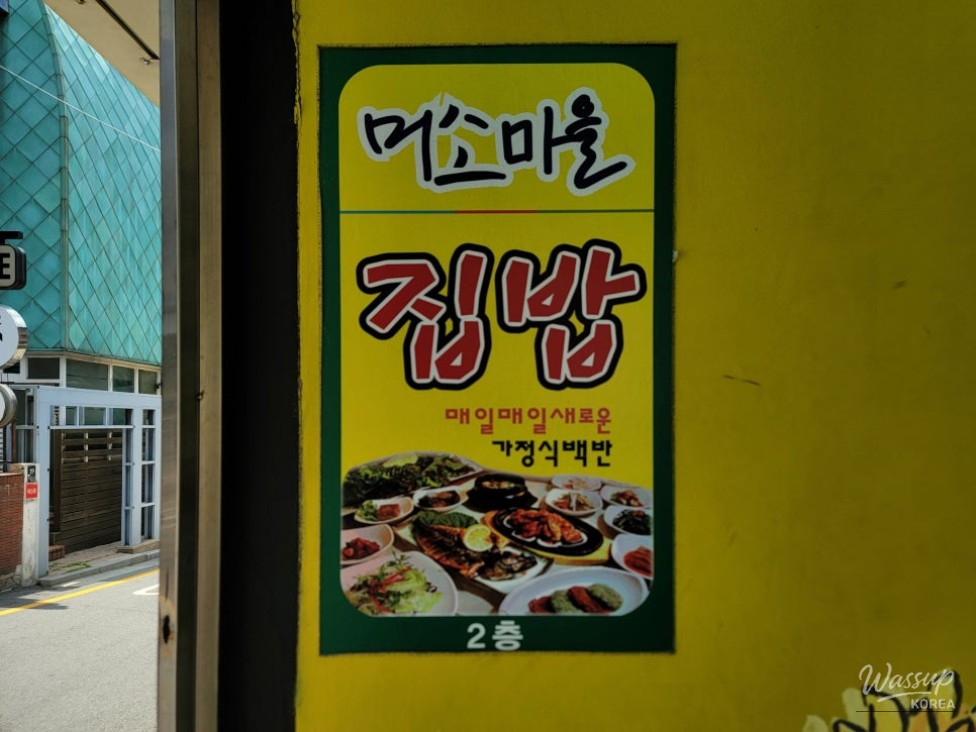 머소마을
집밥
매일매일새로운
가정식백반
2층
E
Wassup
KOREA